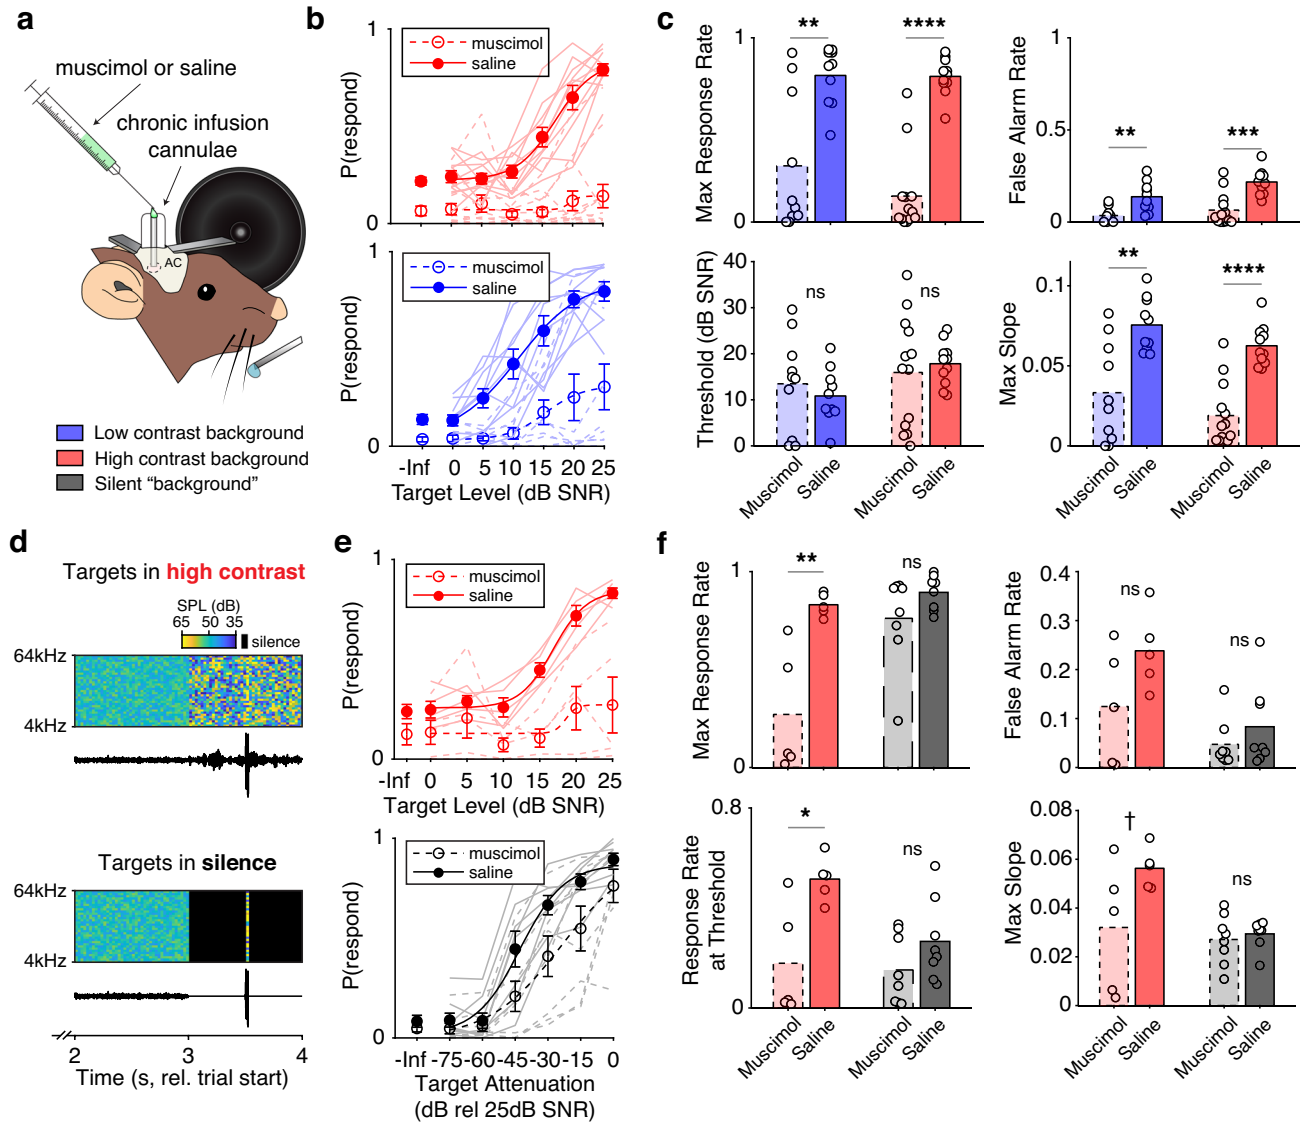 a
muscimol or saline
chronic infusion
cannulae
AC
Low contrast background
High contrast background
Silent “background”
b
1
muscimol
saline
P(respond)
0
1
muscimol
saline
P(respond)
0
-Inf 0 5 10 15 20 25
Target Level (dB SNR)
c
1
Max Response Rate
0
** ****
1
False Alarm Rate
0.5
0
** ***
40
30
20
10
0
Threshold (dB SNR)
ns ns
Muscimol Saline Muscimol Saline
0.1
0.05
0
Max Slope
** ****
Muscimol Saline Muscimol Saline
d
Targets in high contrast
SPL (dB)
65 50 35
silence
64kHz
4kHz
Targets in silence
64kHz
4kHz
2 3 4
Time (s, rel. trial start)
e
1
muscimol
saline
P(respond)
0
-Inf 0 5 10 15 20 25
Target Level (dB SNR)
1
muscimol
saline
P(respond)
0
-Inf -75 -60 -45 -30 -15 0
Target Attenuation
(dB rel 25dB SNR)
f
1
Max Response Rate
0
** ns
0.4
0.3
0.2
0.1
0
False Alarm Rate
ns ns
0.8
Response Rate
at Threshold
0
* ns
Muscimol Saline Muscimol Saline
0.08
0.06
0.04
0.02
0
Max Slope
† ns
Muscimol Saline Muscimol Saline